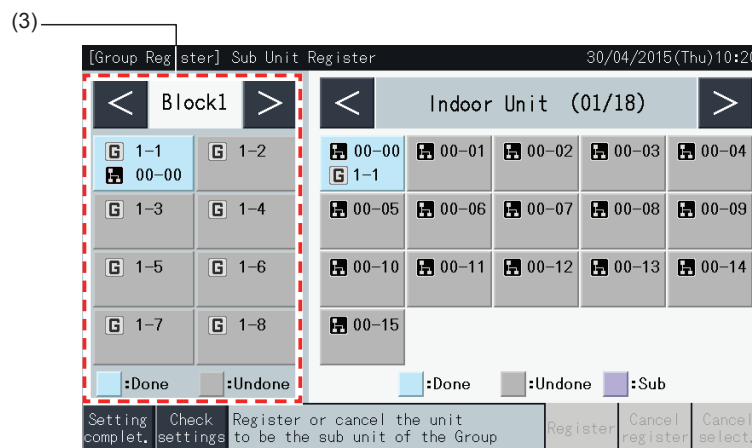 (3)
[Group Register] Sub Unit Register 30/04/2015(Thu)10:20
< Block1 > < Indoor Unit (01/18) >
G 1-1 G 1-2 00-00 00-01 00-02 00-03 00-04
00-00 G 1-1
G 1-3 G 1-4 00-05 00-06 00-07 00-08 00-09
G 1-5 G 1-6 00-10 00-11 00-12 00-13 00-14
G 1-7 G 1-8 00-15
:Done :Undone :Done :Undone :Sub
Setting Check Register or cancel the unit Register Cancel Cancel
complet. settings to be the sub unit of the Group register select.